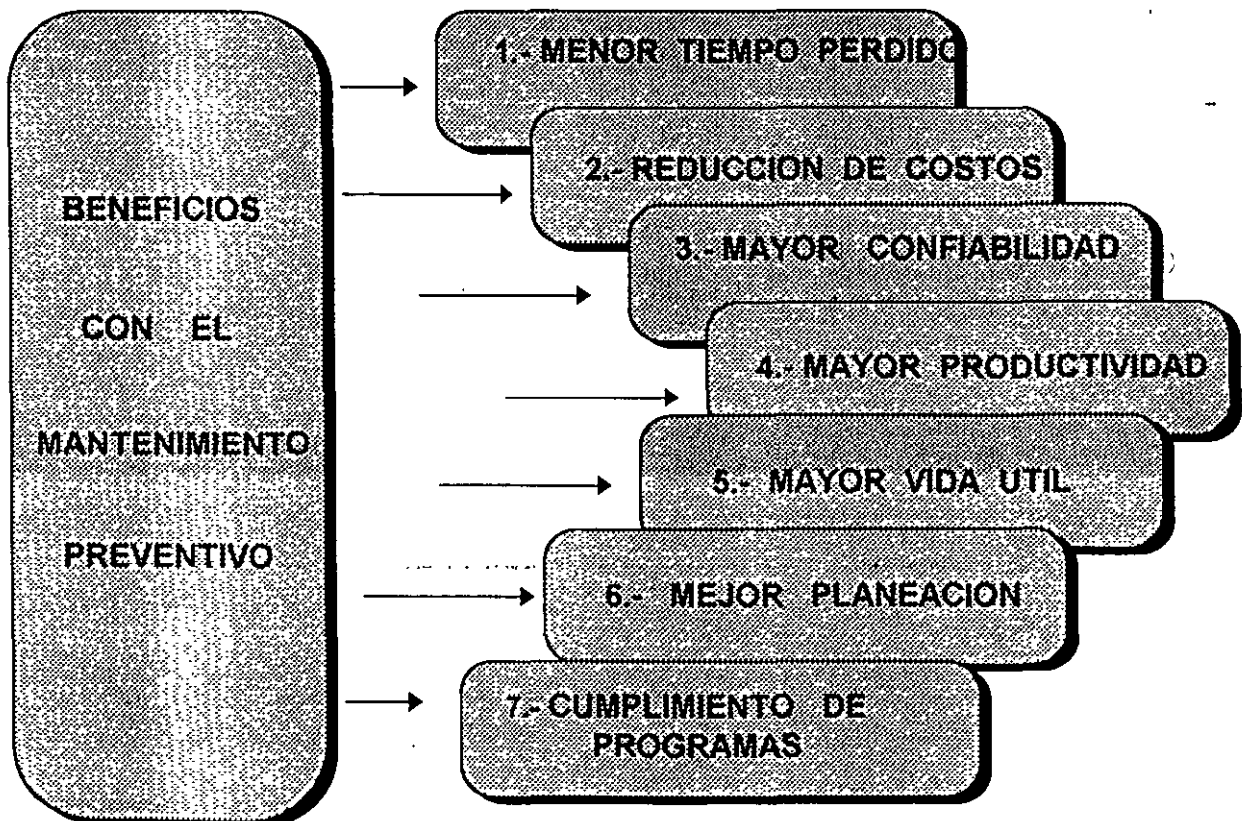 BENEFICIOS
CON EL
MANTENIMIENTO
PREVENTIVO
1.- MENOR TIEMPO PERDIDO
2.- REDUCCION DE COSTOS
3.- MAYOR CONFIABILIDAD
4.- MAYOR PRODUCTIVIDAD
5.- MAYOR VIDA UTIL
6.- MEJOR PLANEACION
7.- CUMPLIMIENTO DE
PROGRAMAS